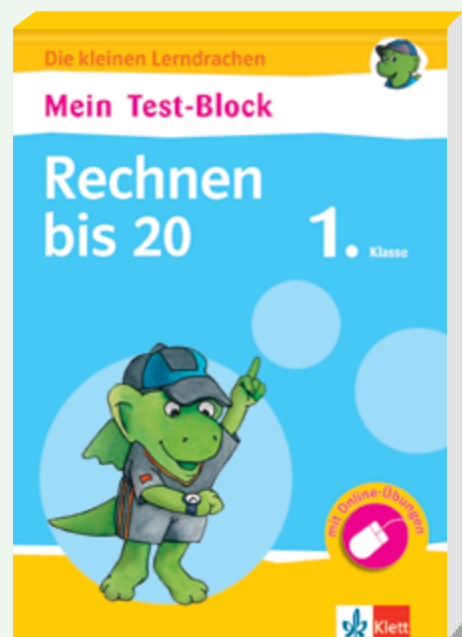 Die kleinen Lerndrachen
Mein Test-Block
Rechnen
bis 20
1. Klasse
mit Online-Übungen
Klett